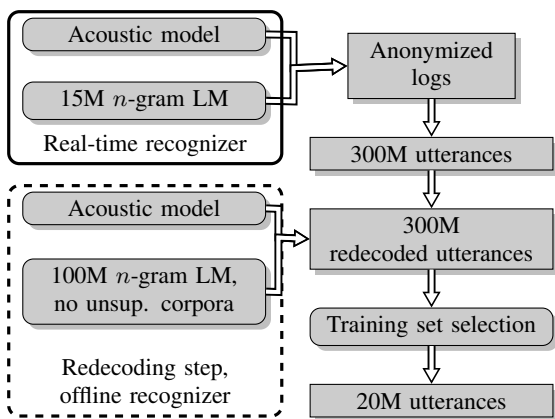 Acoustic model
15M n-gram LM
Real-time recognizer
Anonymized
logs
300M utterances
Acoustic model
100M n-gram LM,
no unsup. corpora
Redecoding step,
offline recognizer
300M
redecoded utterances
Training set selection
20M utterances